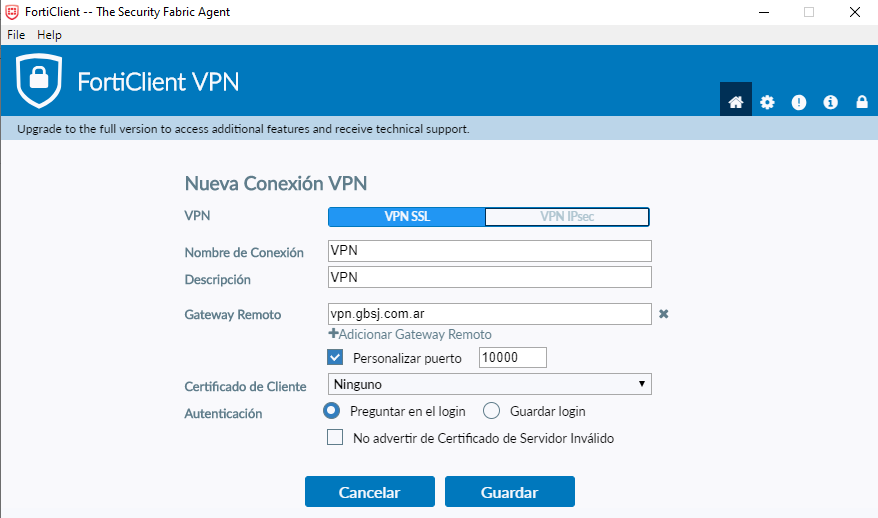 FortiClient -- The Security Fabric Agent
File Help
FortiClient VPN
Upgrade to the full version to access additional features and receive technical support.
Nueva Conexión VPN
VPN VPN SSL VPN IPsec
Nombre de Conexión VPN
Descripción VPN
Gateway Remoto vpn.gbsj.com.ar
+Adicionar Gateway Remoto
Personalizar puerto 10000
Certificado de Cliente Ninguno
Autenticación Preguntar en el login Guardar login
No advertir de Certificado de Servidor Inválido
Cancelar Guardar